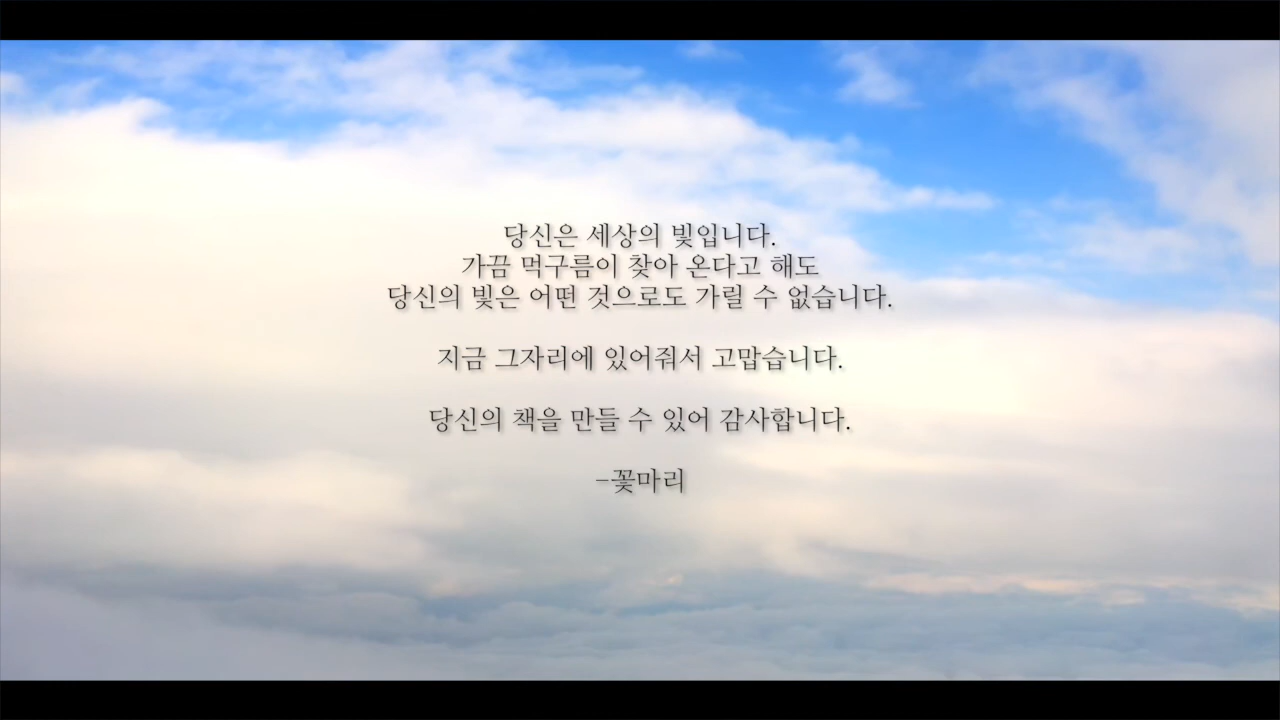 당신은 세상의 빛입니다.
가끔 먹구름이 찾아 온다고 해도
당신의 빛은 어떤 것으로도 가릴 수 없습니다.
지금 그자리에 있어줘서 고맙습니다.
당신의 책을 만들 수 있어 감사합니다.
-꽃마리